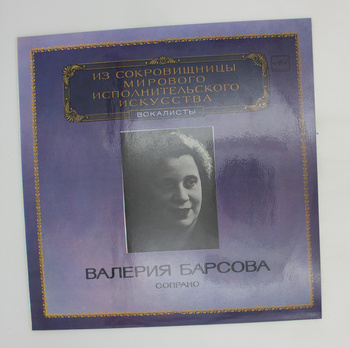 ИЗ СОКРОВИЩНИЦЫ
МИРОВОГО
ИСПОЛНИТЕЛЬСКОГО
ИСКУССТВА
ВОКАЛИСТЫ
ВАЛЕРИЯ БАРСОВА
СОПРАНО